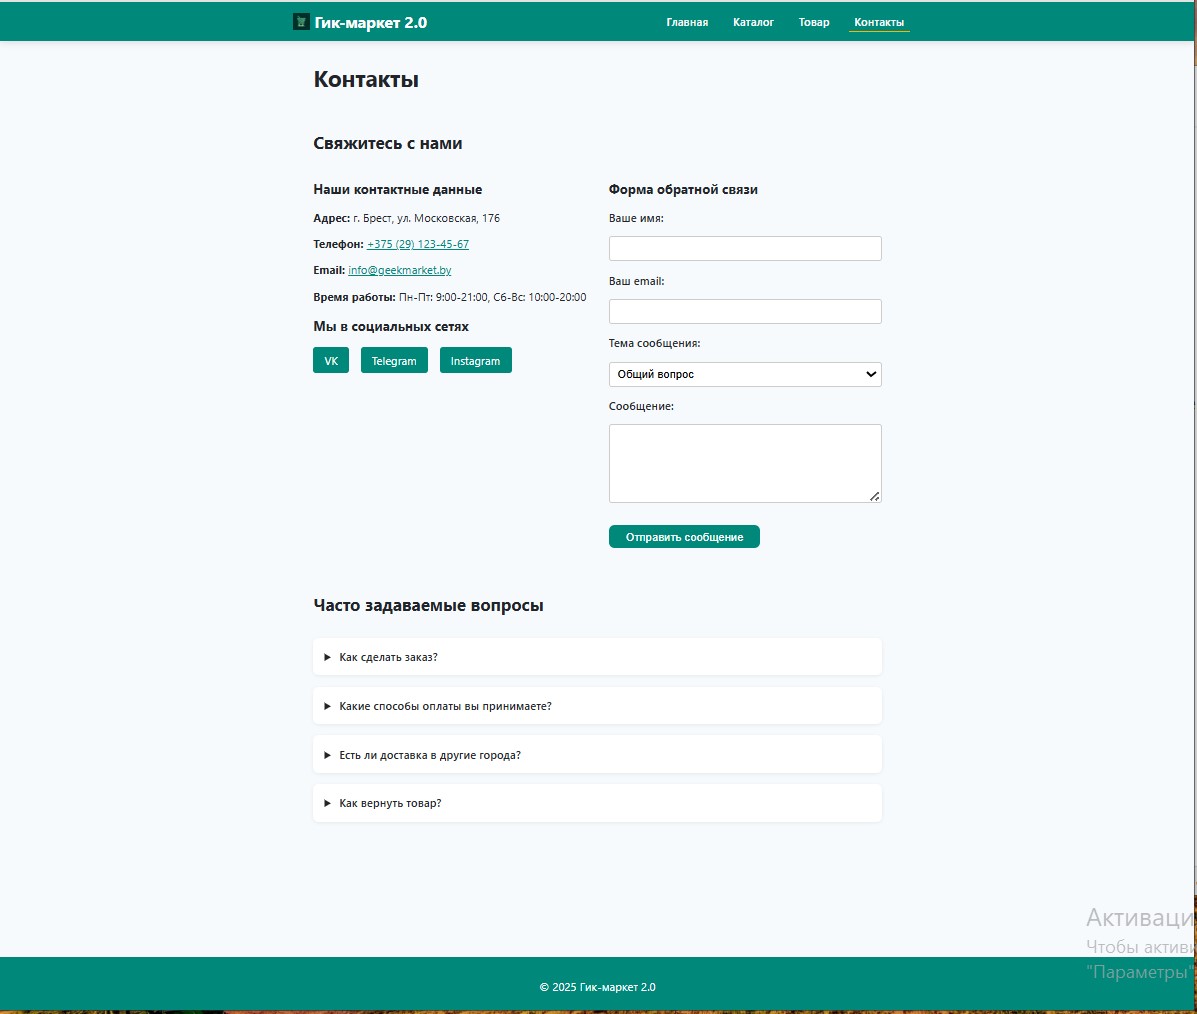 Гик-маркет 2.0
Главная Каталог Товар Контакты
Контакты
Свяжитесь с нами
Наши контактные данные
Адрес: г. Брест, ул. Московская, 176
Телефон: +375 (29) 123-45-67
Email: info@geekmarket.by
Время работы: Пн-Пт: 9:00-21:00, Сб-Вс: 10:00-20:00
Мы в социальных сетях
VK Telegram Instagram
Форма обратной связи
Ваше имя:
Ваш email:
Тема сообщения:
Общий вопрос
Сообщение:
Отправить сообщение
Часто задаваемые вопросы
Как сделать заказ?
Какие способы оплаты вы принимаете?
Есть ли доставка в другие города?
Как вернуть товар?
Активаци
Чтобы актив
"Параметры"
© 2025 Гик-маркет 2.0